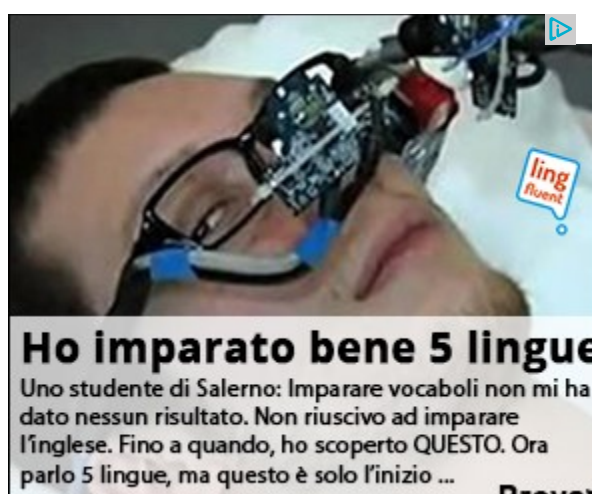 ling
fluent
Ho imparato bene 5 lingue
Uno studente di Salerno: Imparare vocaboli non mi ha
dato nessun risultato. Non riuscivo ad imparare
l'inglese. Fino a quando, ho scoperto QUESTO. Ora
parlo 5 lingue, ma questo è solo l'inizio ...